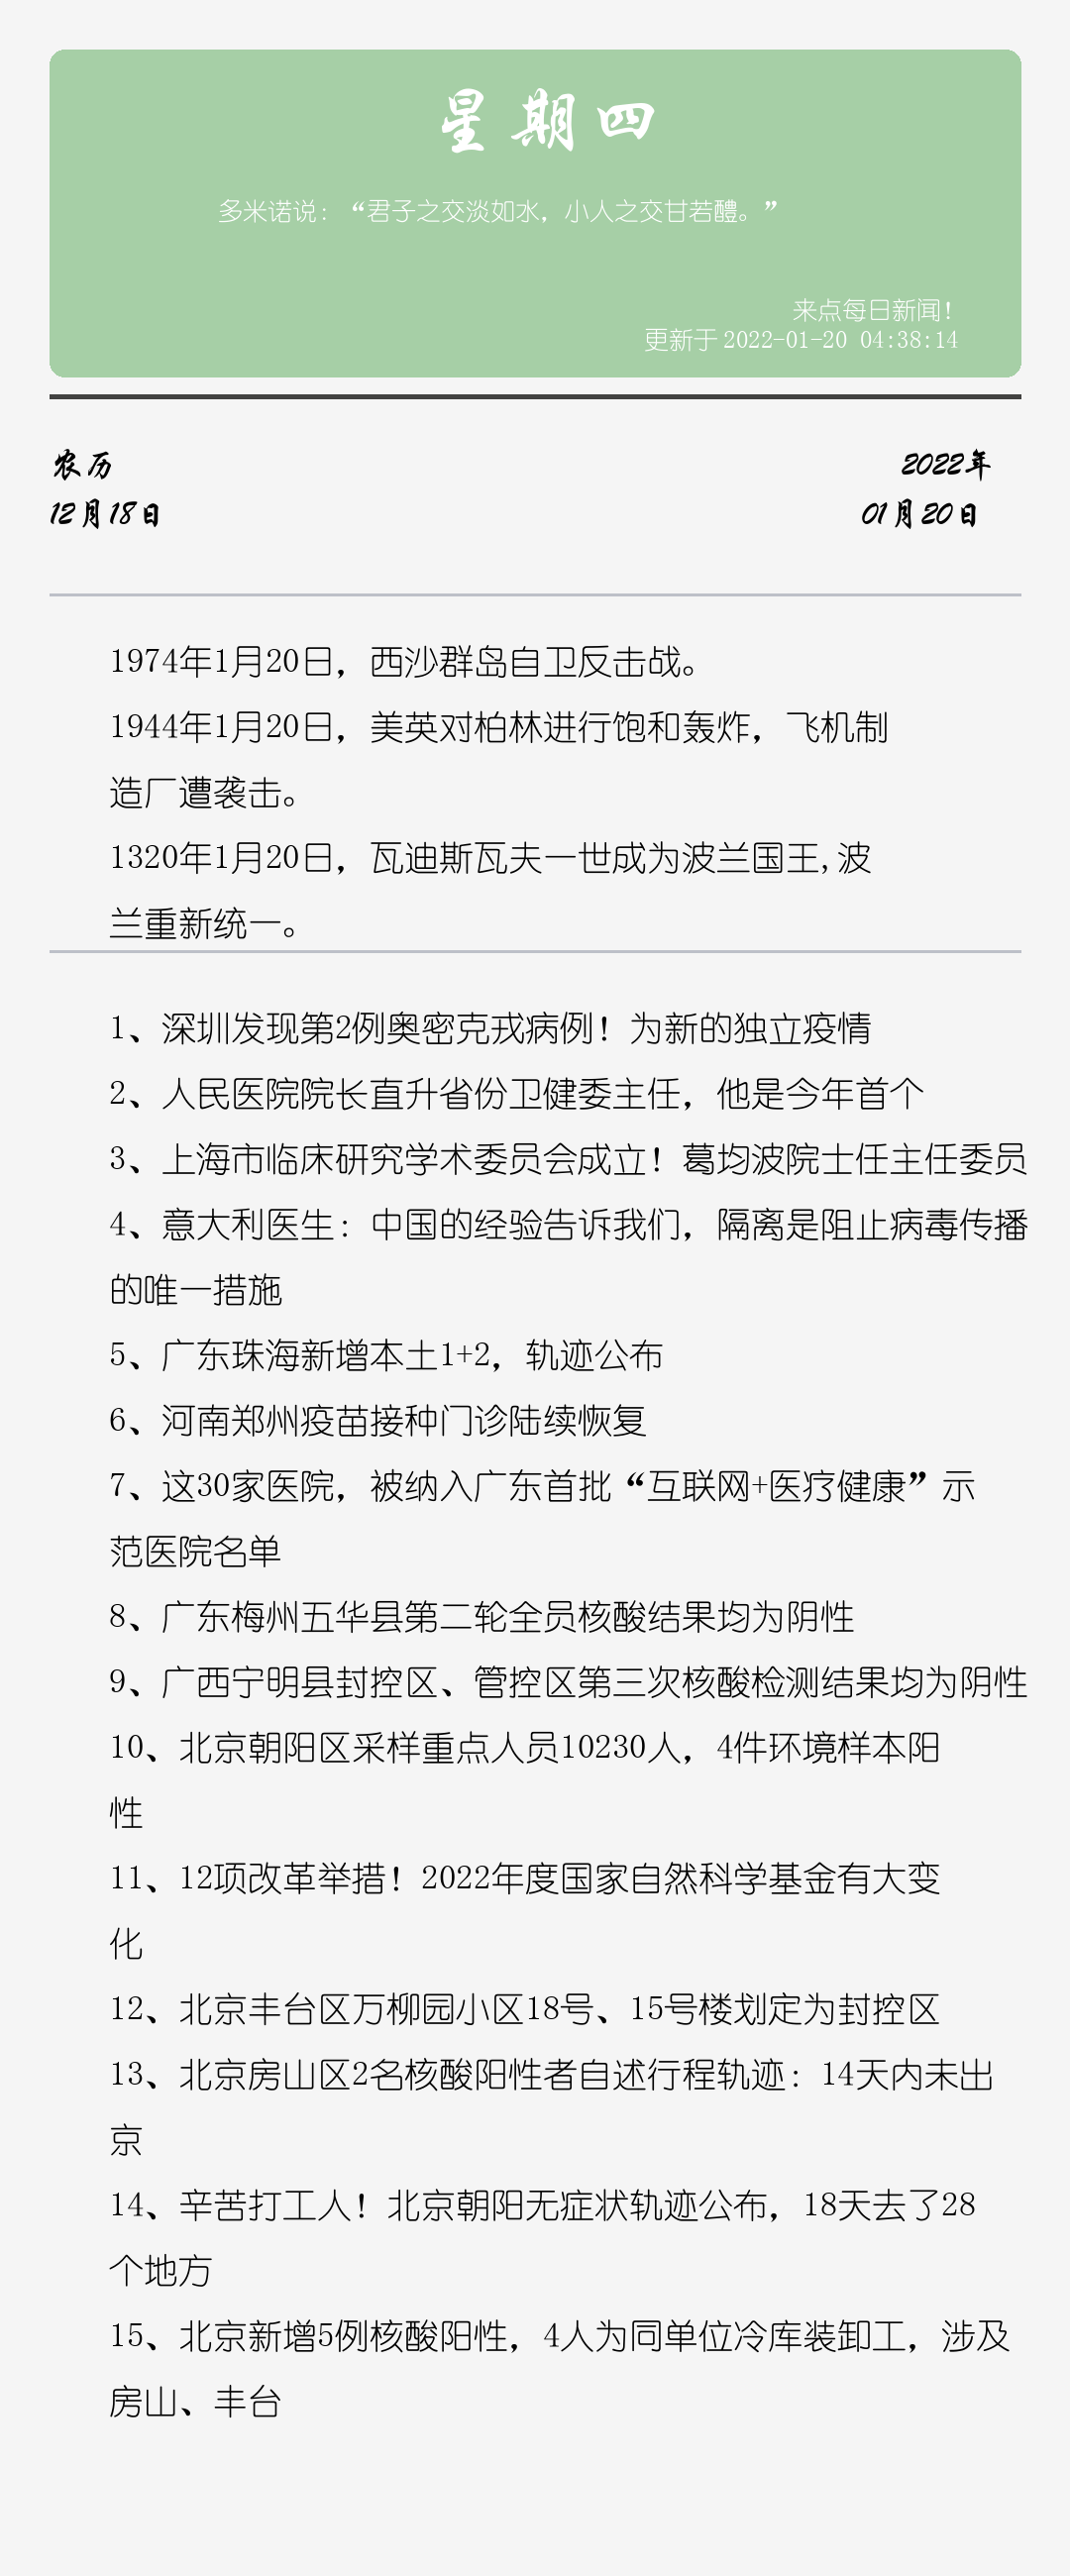 星期四
多米诺说：“君子之交淡如水，小人之交甘若醴。”
来点每日新闻！
更新于 2022-01-20 04:38:14
农历
2022年
12月18日
01月20日
1974年1月20日，西沙群岛自卫反击战。
1944年1月20日，美英对柏林进行饱和轰炸，飞机制
造厂遭袭击。
1320年1月20日，瓦迪斯瓦夫一世成为波兰国王,波
兰重新统一。
1、深圳发现第2例奥密克戎病例！为新的独立疫情
2、人民医院院长直升省份卫健委主任，他是今年首个
3、上海市临床研究学术委员会成立！葛均波院士任主任委员
4、意大利医生：中国的经验告诉我们，隔离是阻止病毒传播
的唯一措施
5、广东珠海新增本土1+2，轨迹公布
6、河南郑州疫苗接种门诊陆续恢复
7、这30家医院，被纳入广东首批“互联网+医疗健康”示
范医院名单
8、广东梅州五华县第二轮全员核酸结果均为阴性
9、广西宁明县封控区、管控区第三次核酸检测结果均为阴性
10、北京朝阳区采样重点人员10230人，4件环境样本阳
性
11、12项改革举措！2022年度国家自然科学基金有大变
化
12、北京丰台区万柳园小区18号、15号楼划定为封控区
13、北京房山区2名核酸阳性者自述行程轨迹：14天内未出
京
14、辛苦打工人！北京朝阳无症状轨迹公布，18天去了28
个地方
15、北京新增5例核酸阳性，4人为同单位冷库装卸工，涉及
房山、丰台